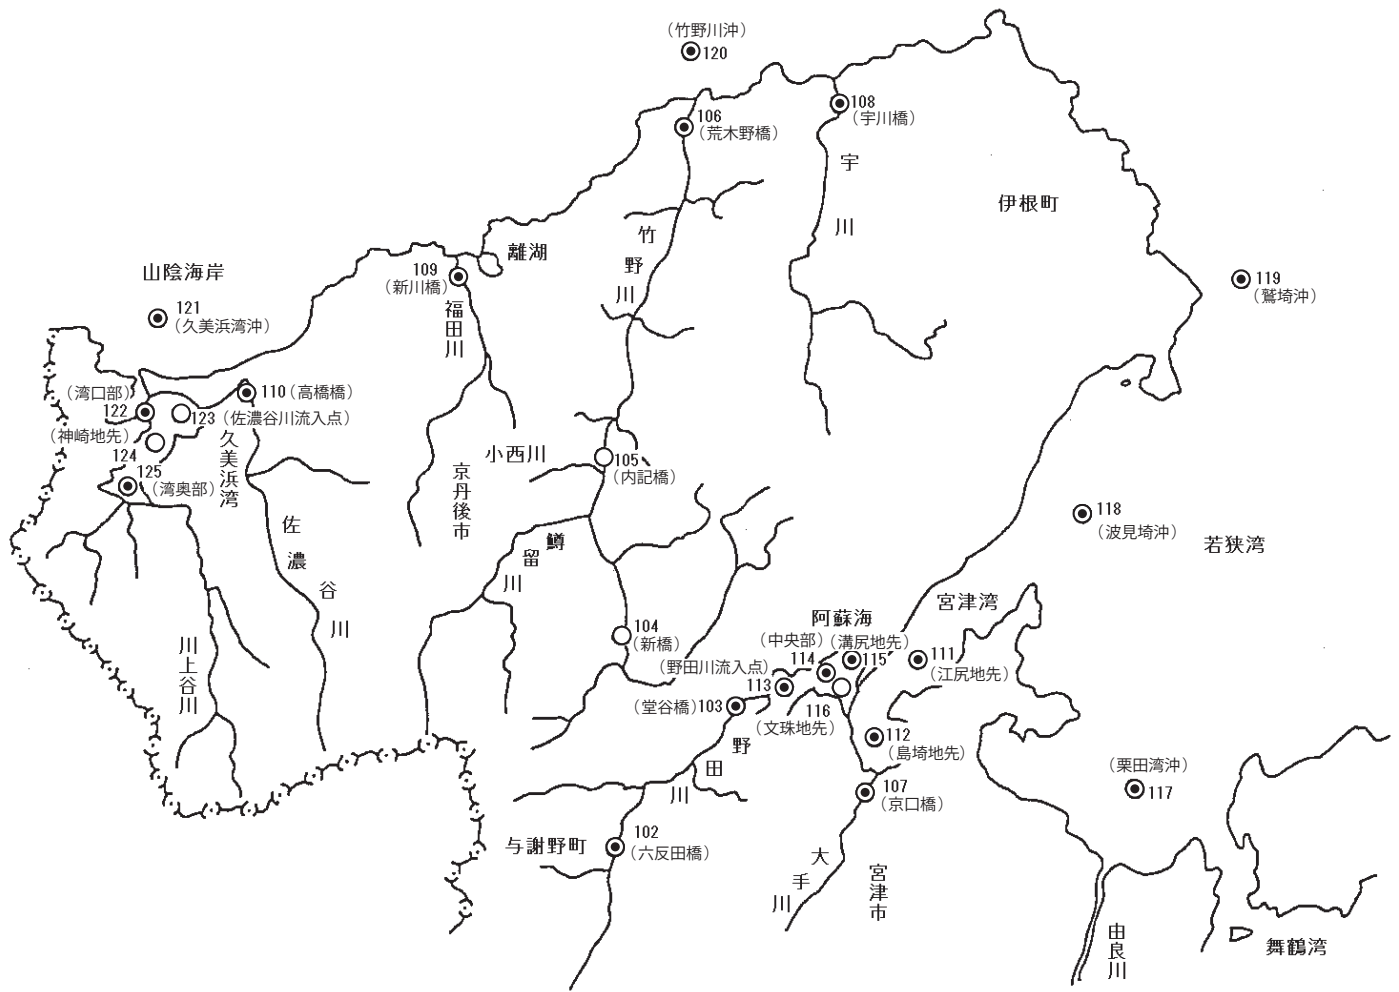 （竹野川沖）
120
108
（宇川橋）
106
（荒木野橋）
宇川
伊根町
竹野川
離湖
山陰海岸
109
（新川橋）
119
（鷲埼沖）
121
（久美浜湾沖）
福田川
（湾口部）
110（高橋橋）
122
123（佐濃谷川流入点）
（神崎地先）
124
久美浜湾
125
（湾奥部）
小西川
105
（内記橋）
京丹後市
118
（波見埼沖）
佐濃谷川
鱒留川
若狭湾
宮津湾
阿蘇海
104
（新橋）
（中央部）（溝尻地先）
川上谷川
（野田川流入点）
114
115
111
（江尻地先）
113
（堂谷橋）103
116
（文珠地先）
野田川
112
（島埼地先）
（栗田湾沖）
117
107
（京口橋）
与謝野町
102
（六反田橋）
大手川
宮津市
由良川
舞鶴湾